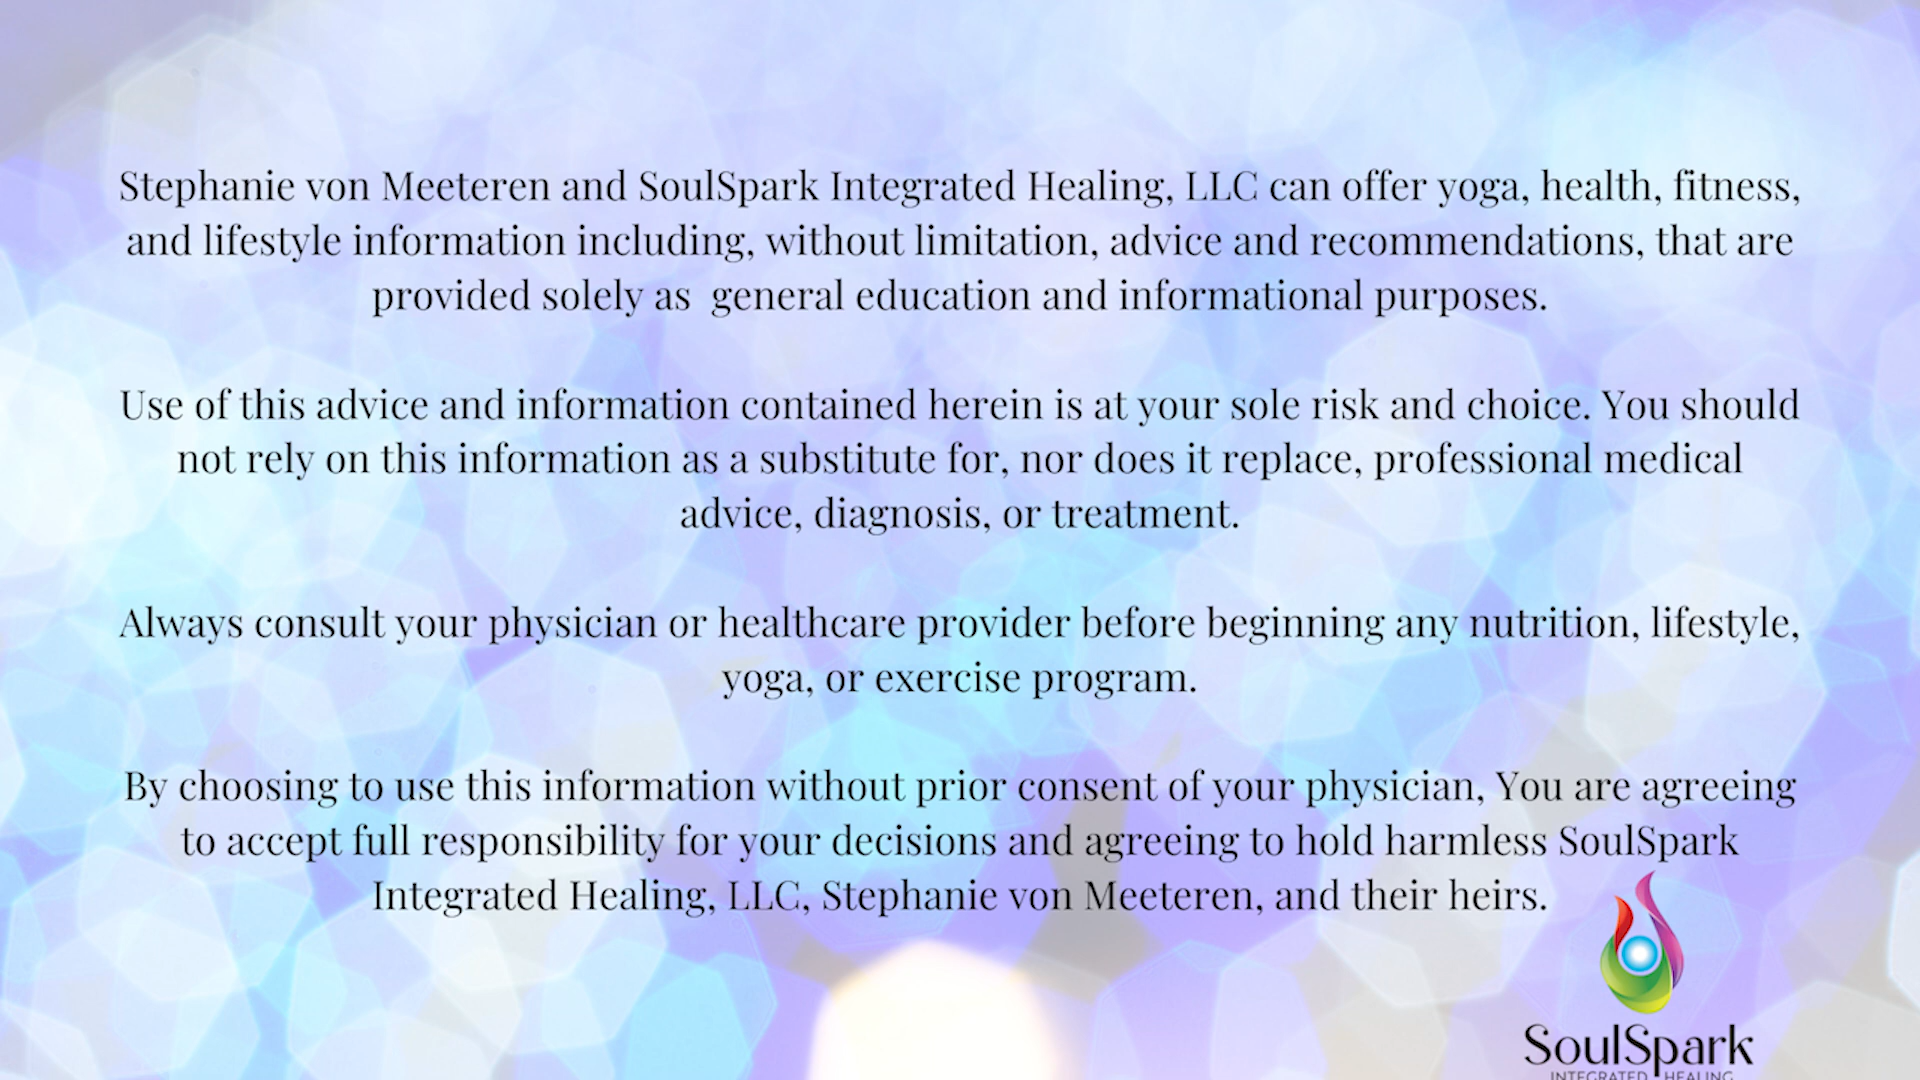 Stephanie von Meeteren and SoulSpark Integrated Healing, LLC can offer yoga, health, fitness,
and lifestyle information including, without limitation, advice and recommendations, that are
provided solely as  general education and informational purposes.
Use of this advice and information contained herein is at your sole risk and choice. You should
not rely on this information as a substitute for, nor does it replace, professional medical
advice, diagnosis, or treatment.
Always consult your physician or healthcare provider before beginning any nutrition, lifestyle,
yoga, or exercise program.
By choosing to use this information without prior consent of your physician, You are agreeing
to accept full responsibility for your decisions and agreeing to hold harmless SoulSpark
Integrated Healing, LLC, Stephanie von Meeteren, and their heirs.
SoulSpark
INTEGRATED HEALING